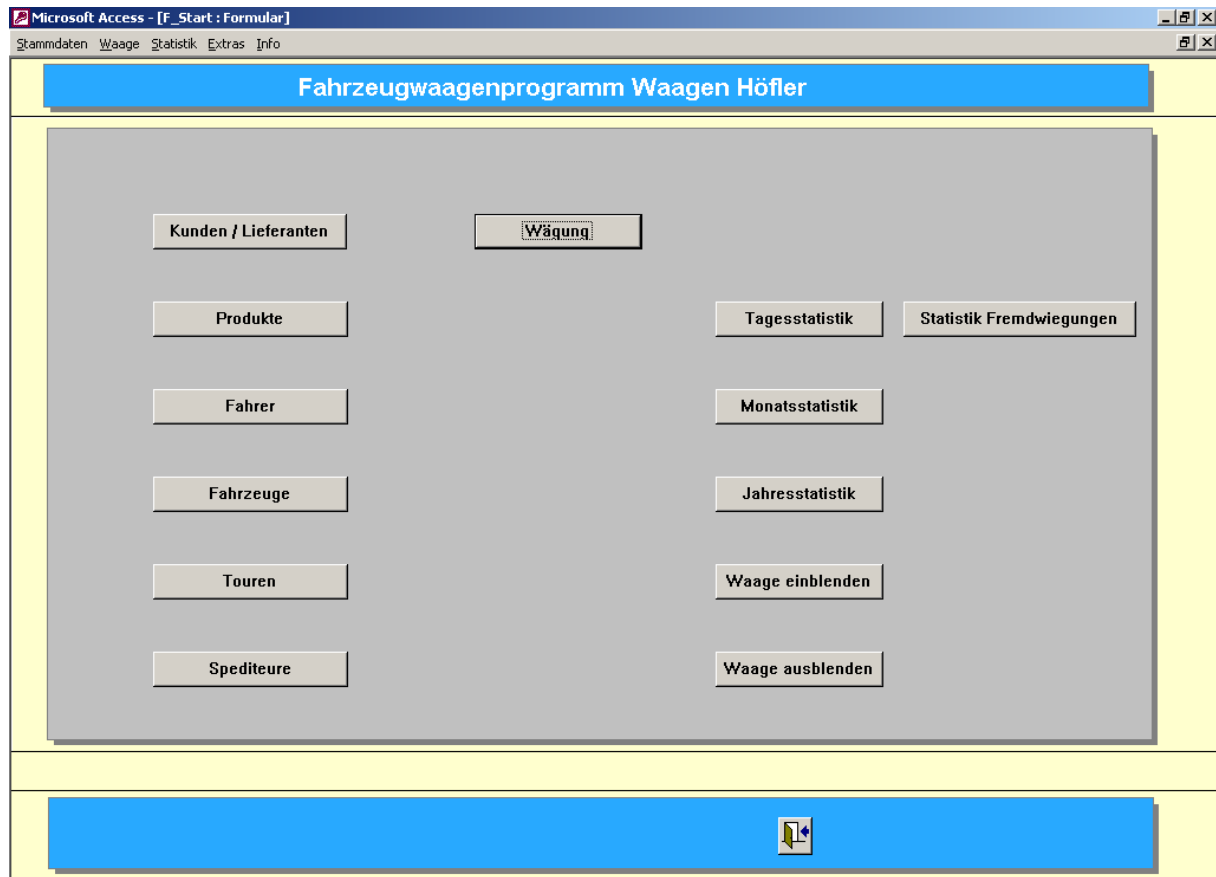 Microsoft Access - [F_Start : Formular]
Stammdaten Waage Statistik Extras Info
Fahrzeugwaagenprogramm Waagen Höfler
Kunden / Lieferanten Wägung
Produkte Tagesstatistik Statistik Fremdwiegungen
Fahrer Monatsstatistik
Fahrzeuge Jahresstatistik
Touren Waage einblenden
Spediteure Waage ausblenden